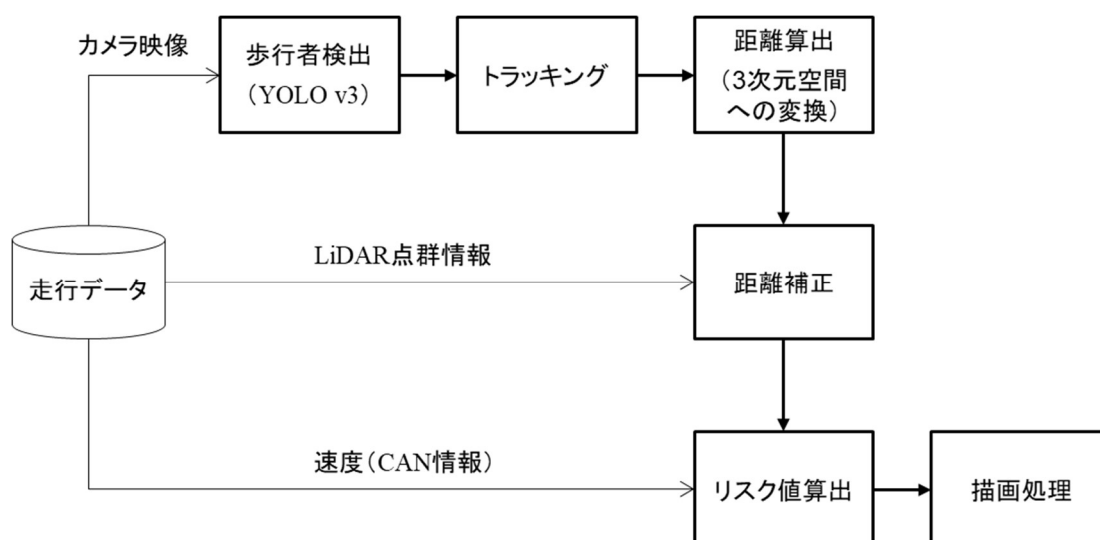 カメラ映像
歩行者検出
（YOLO v3）
トラッキング
距離算出
（3次元空間
への変換）
走行データ
LiDAR点群情報
距離補正
速度（CAN情報）
リスク値算出
描画処理